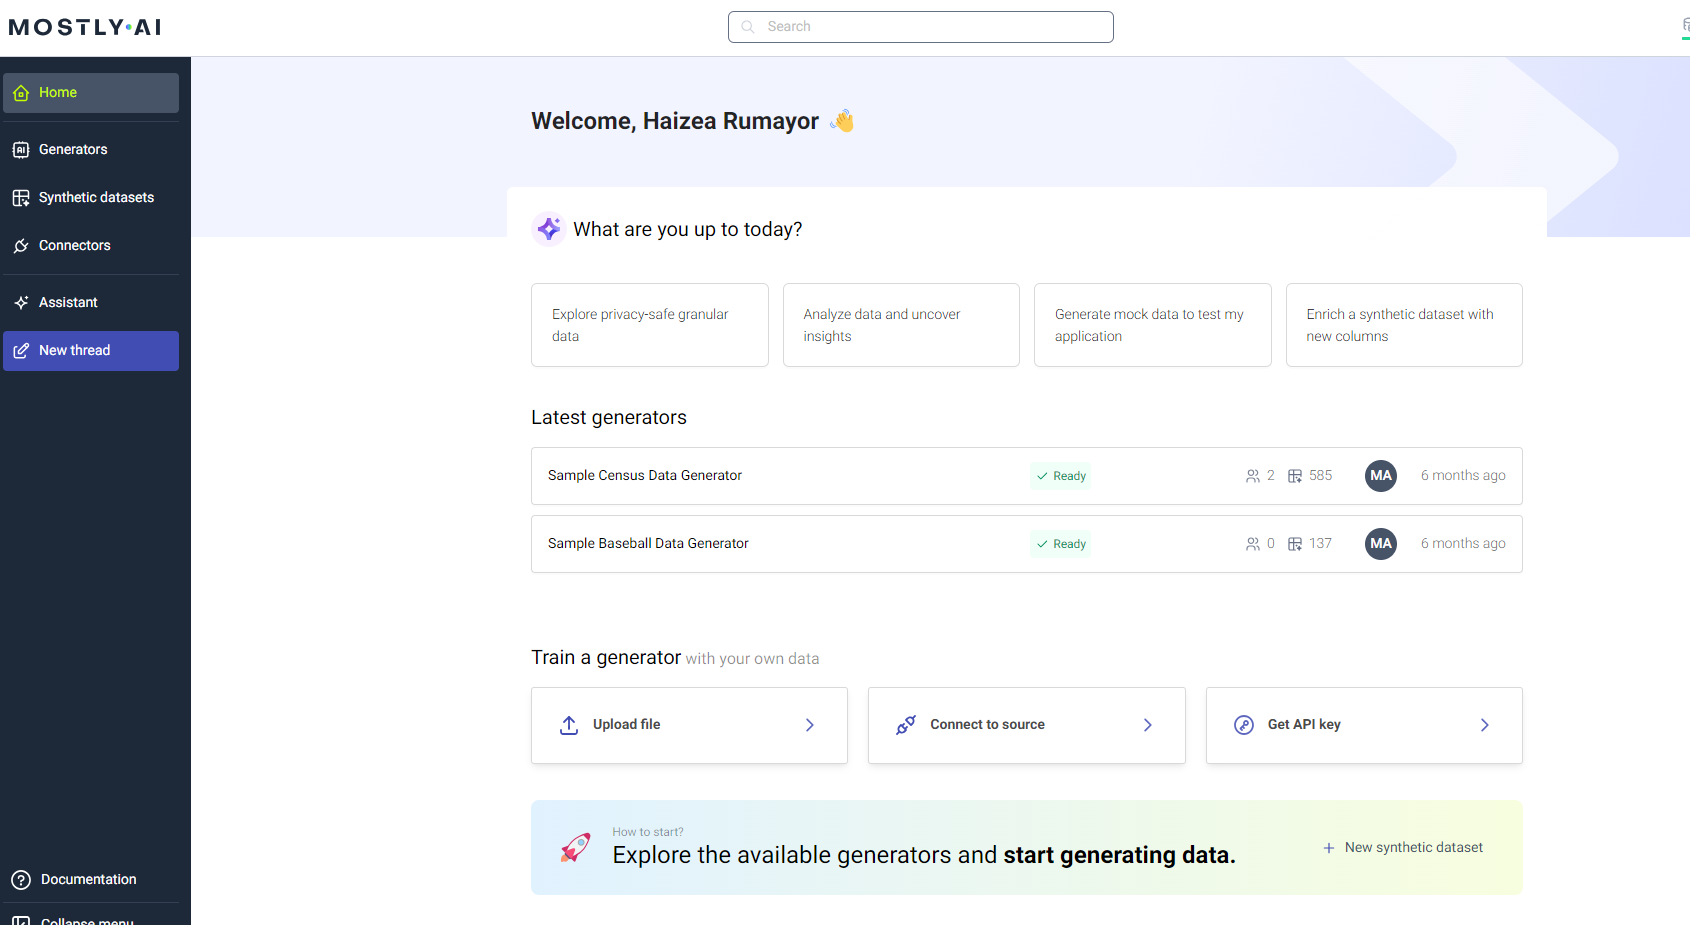 MOSTLY AI
Search
Home
Generators
Synthetic datasets
Connectors
Assistant
New thread
Documentation
Collapse menu
Welcome, Haizea Rumayor 👋
What are you up to today?
Explore privacy-safe granular
data
Analyze data and uncover
insights
Generate mock data to test my
application
Enrich a synthetic dataset with
new columns
Latest generators
Sample Census Data Generator Ready 2 585 MA 6 months ago
Sample Baseball Data Generator Ready 0 137 MA 6 months ago
Train a generator with your own data
Upload file
Connect to source
Get API key
How to start?
Explore the available generators and start generating data.
+ New synthetic dataset